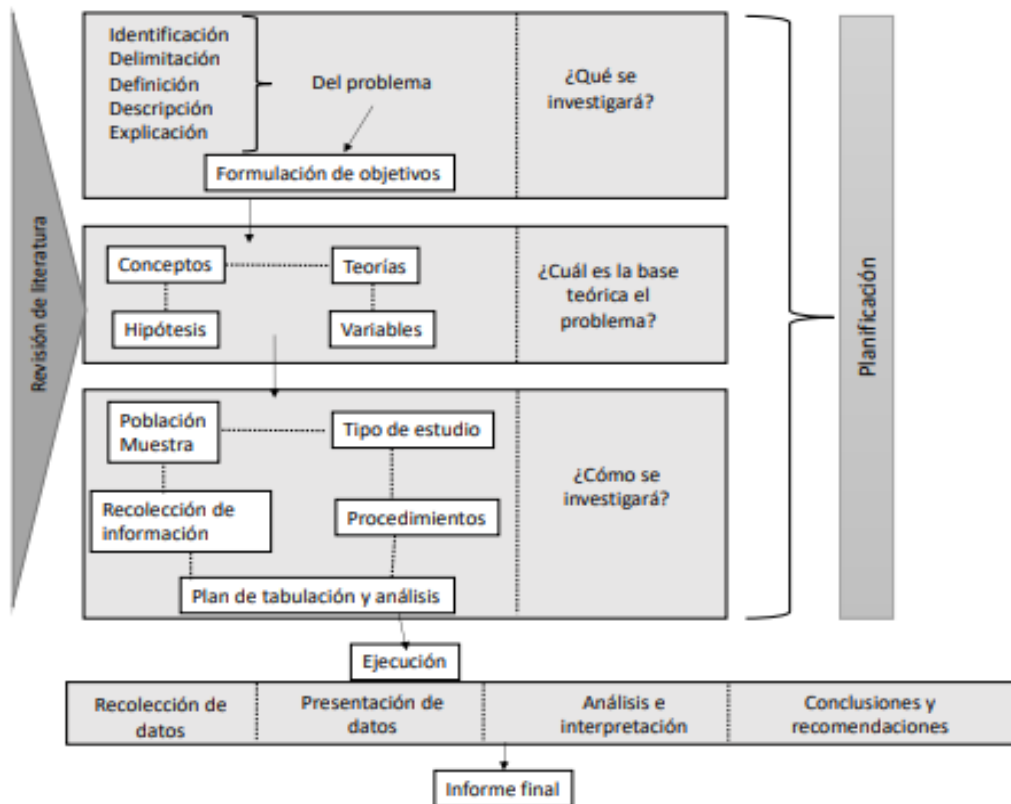 Identificación
Delimitación
Definición
Descripción
Explicación
Del problema
Formulación de objetivos
¿Qué se
investigará?
Revisión de literatura
Conceptos
Teorías
Hipótesis
Variables
¿Cuál es la base
teórica el
problema?
Planificación
Población
Muestra
Tipo de estudio
Recolección de
información
Procedimientos
Plan de tabulación y análisis
¿Cómo se
investigará?
Ejecución
Recolección de
datos
Presentación de
datos
Análisis e
interpretación
Conclusiones y
recomendaciones
Informe final